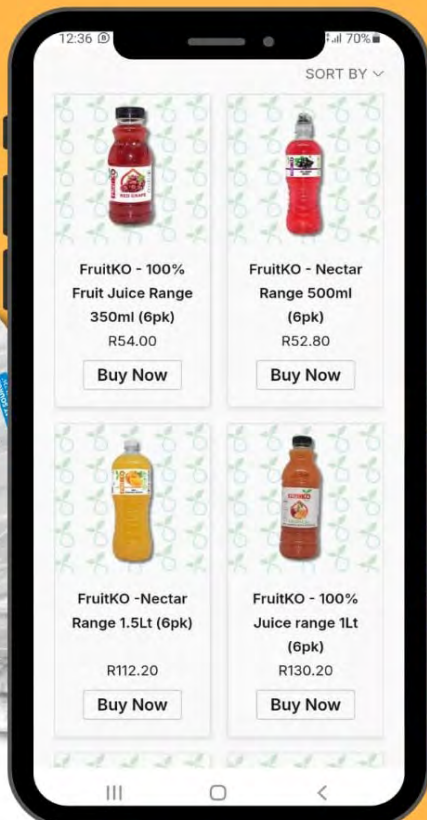 12:36
70%
SORT BY
RED GRAPE
FruitKO - 100%
Fruit Juice Range
350ml (6pk)
R54.00
Buy Now
FruitKO - Nectar
Range 500ml
(6pk)
R52.80
Buy Now
FruitKO -Nectar
Range 1.5Lt (6pk)
R112.20
Buy Now
FruitKO - 100%
Juice range 1Lt
(6pk)
R130.20
Buy Now